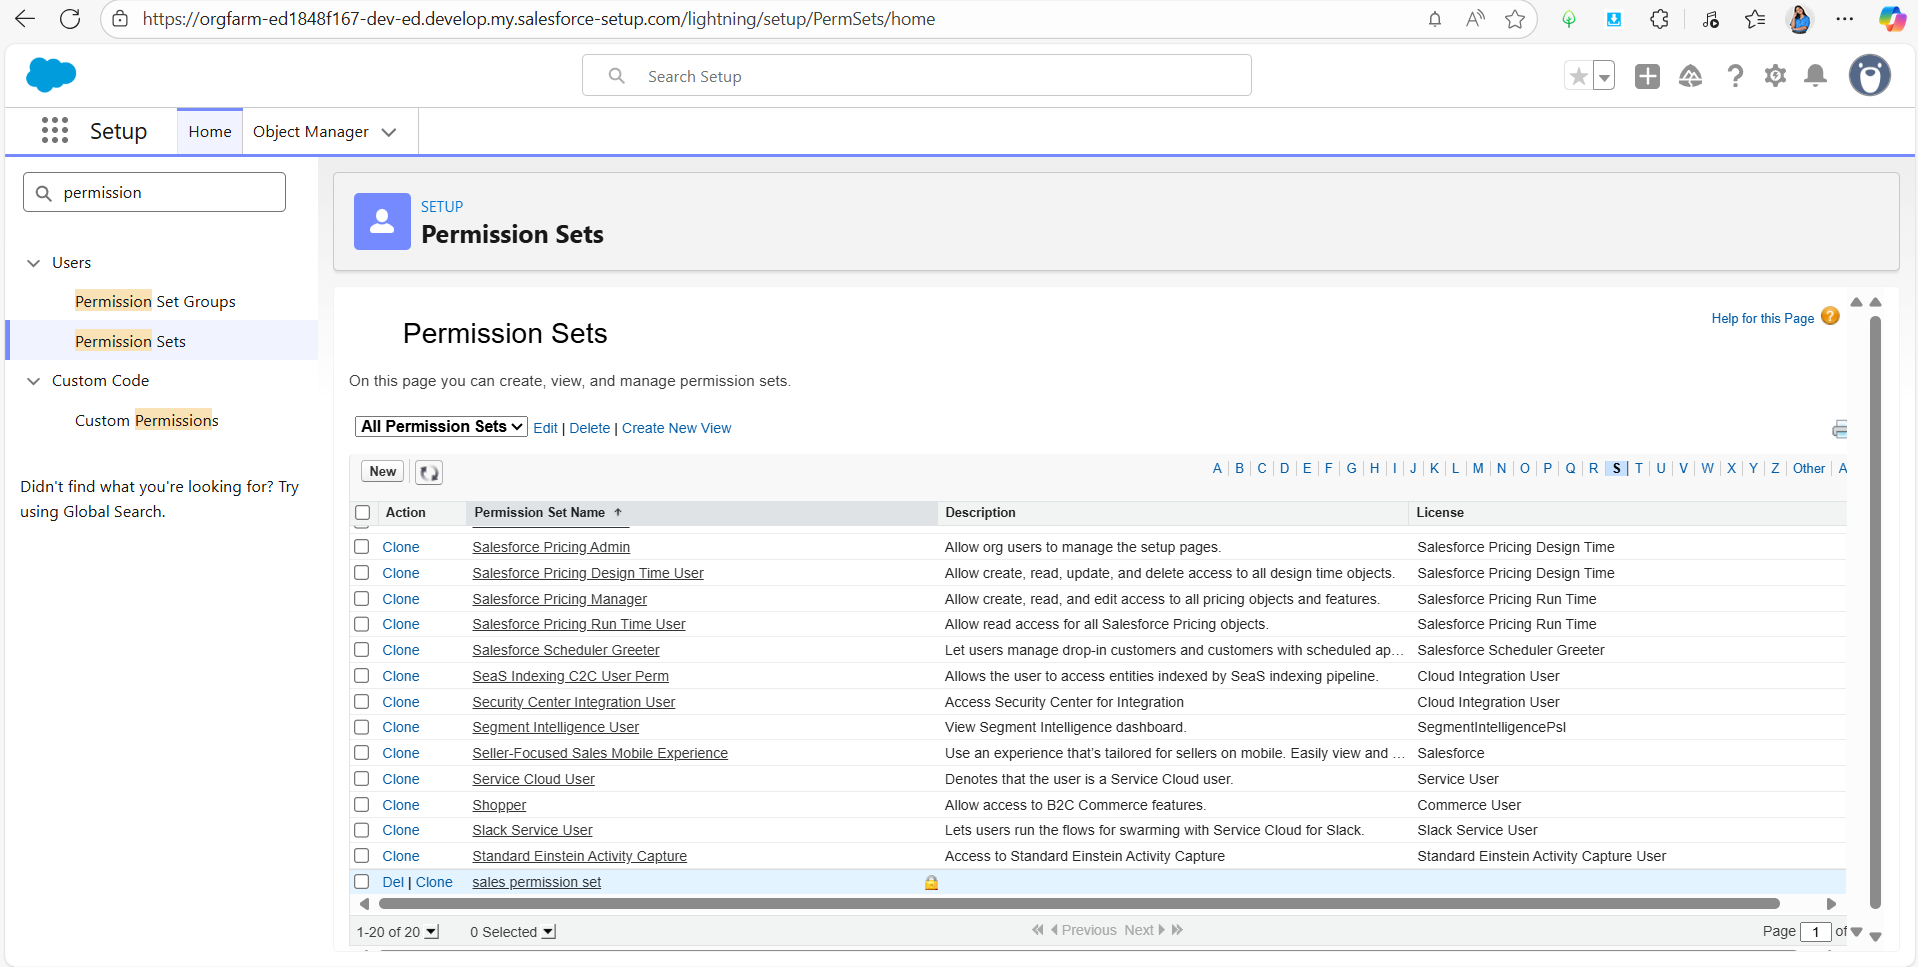 https://orgfarm-ed1848f167-dev-ed.develop.my.salesforce-setup.com/lightning/setup/PermSets/home
Search Setup
Setup Home Object Manager
permission
Users
Permission Set Groups
Permission Sets
Custom Code
Custom Permissions
Didn't find what you're looking for? Try
using Global Search.
SETUP
Permission Sets
Permission Sets
Help for this Page ?
On this page you can create, view, and manage permission sets.
All Permission Sets Edit | Delete | Create New View
New A | B | C | D | E | F | G | H | I | J | K | L | M | N | O | P | Q | R | S | T | U | V | W | X | Y | Z | Other | A
Action Permission Set Name ↑ Description License
Clone Salesforce Pricing Admin Allow org users to manage the setup pages. Salesforce Pricing Design Time
Clone Salesforce Pricing Design Time User Allow create, read, update, and delete access to all design time objects. Salesforce Pricing Design Time
Clone Salesforce Pricing Manager Allow create, read, and edit access to all pricing objects and features. Salesforce Pricing Run Time
Clone Salesforce Pricing Run Time User Allow read access for all Salesforce Pricing objects. Salesforce Pricing Run Time
Clone Salesforce Scheduler Greeter Let users manage drop-in customers and customers with scheduled ap... Salesforce Scheduler Greeter
Clone SeaS Indexing C2C User Perm Allows the user to access entities indexed by SeaS indexing pipeline. Cloud Integration User
Clone Security Center Integration User Access Security Center for Integration Cloud Integration User
Clone Segment Intelligence User View Segment Intelligence dashboard. SegmentIntelligencePsl
Clone Seller-Focused Sales Mobile Experience Use an experience that's tailored for sellers on mobile. Easily view and ... Salesforce
Clone Service Cloud User Denotes that the user is a Service Cloud user. Service User
Clone Shopper Allow access to B2C Commerce features. Commerce User
Clone Slack Service User Lets users run the flows for swarming with Service Cloud for Slack. Slack Service User
Clone Standard Einstein Activity Capture Access to Standard Einstein Activity Capture Standard Einstein Activity Capture User
Del | Clone sales permission set
1-20 of 20 0 Selected Previous Next Page 1 of